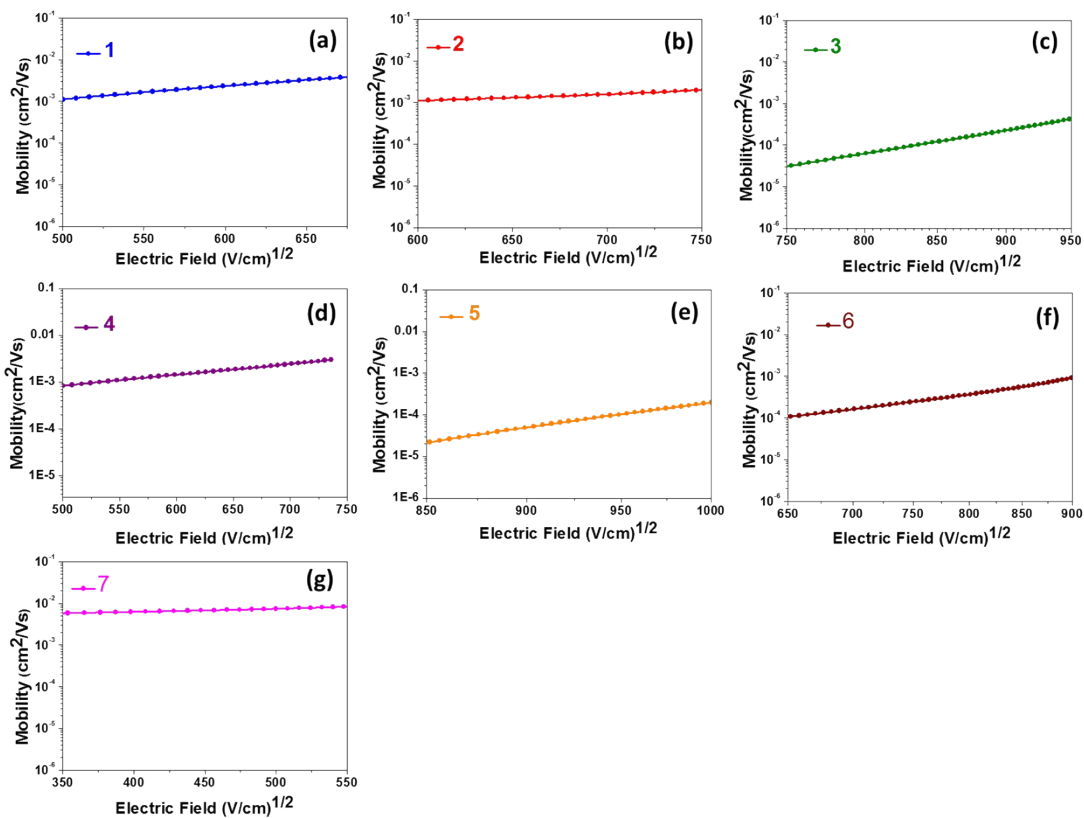 10⁻¹
10⁻²
10⁻³
10⁻⁴
10⁻⁵
10⁻⁶
Mobility (cm²/Vs)
1
(a)
500 550 600 650
Electric Field (V/cm)¹/²
10⁻¹
10⁻²
10⁻³
10⁻⁴
10⁻⁵
10⁻⁶
Mobility (cm²/Vs)
2
(b)
600 650 700 750
Electric Field (V/cm)¹/²
10⁻¹
10⁻²
10⁻³
10⁻⁴
10⁻⁵
10⁻⁶
Mobility(cm²/Vs)
3
(c)
750 800 850 900 950
Electric Field (V/cm)¹/²
0.1
0.01
1E-3
1E-4
1E-5
Mobility(cm²/Vs)
4
(d)
500 550 600 650 700 750
Electric Field (V/cm)¹/²
0.1
0.01
1E-3
1E-4
1E-5
1E-6
Mobility (cm²/Vs)
5
(e)
850 900 950 1000
Electric Field (V/cm)¹/²
10⁻¹
10⁻²
10⁻³
10⁻⁴
10⁻⁵
10⁻⁶
Mobility (cm²/Vs)
6
(f)
650 700 750 800 850 900
Electric Field (V/cm)¹/²
10⁻¹
10⁻²
10⁻³
10⁻⁴
10⁻⁵
10⁻⁶
Mobility (cm²/Vs)
7
(g)
350 400 450 500 550
Electric Field (V/cm)¹/²